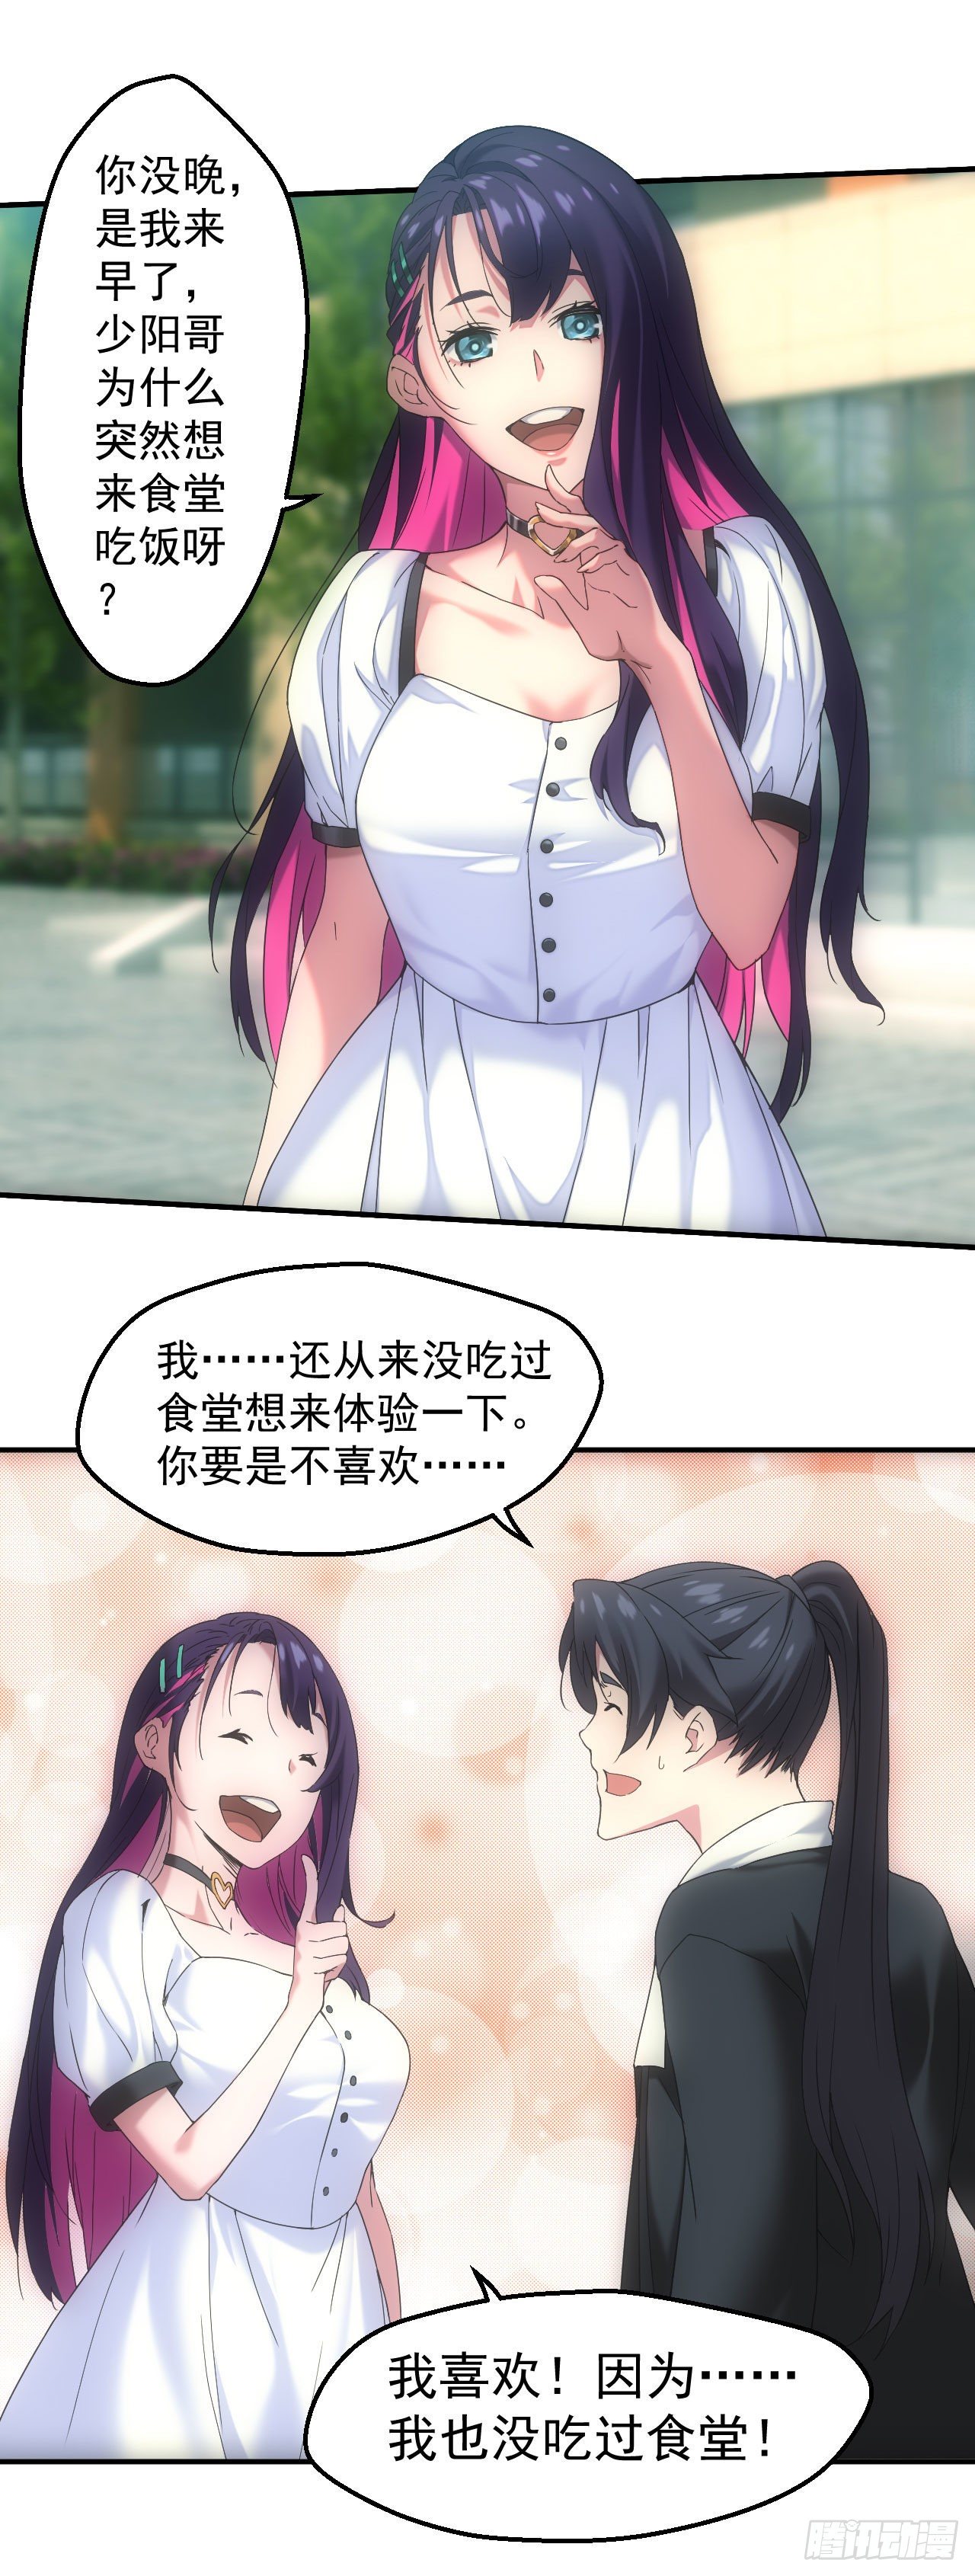 你没晚，
是我来
早了，
少阳哥
为什么
突然想
来食堂
吃饭呀
？
我……还从来没吃过
食堂想来体验一下。
你要是不喜欢……
我喜欢！因为……
我也没吃过食堂！
腾讯动漫